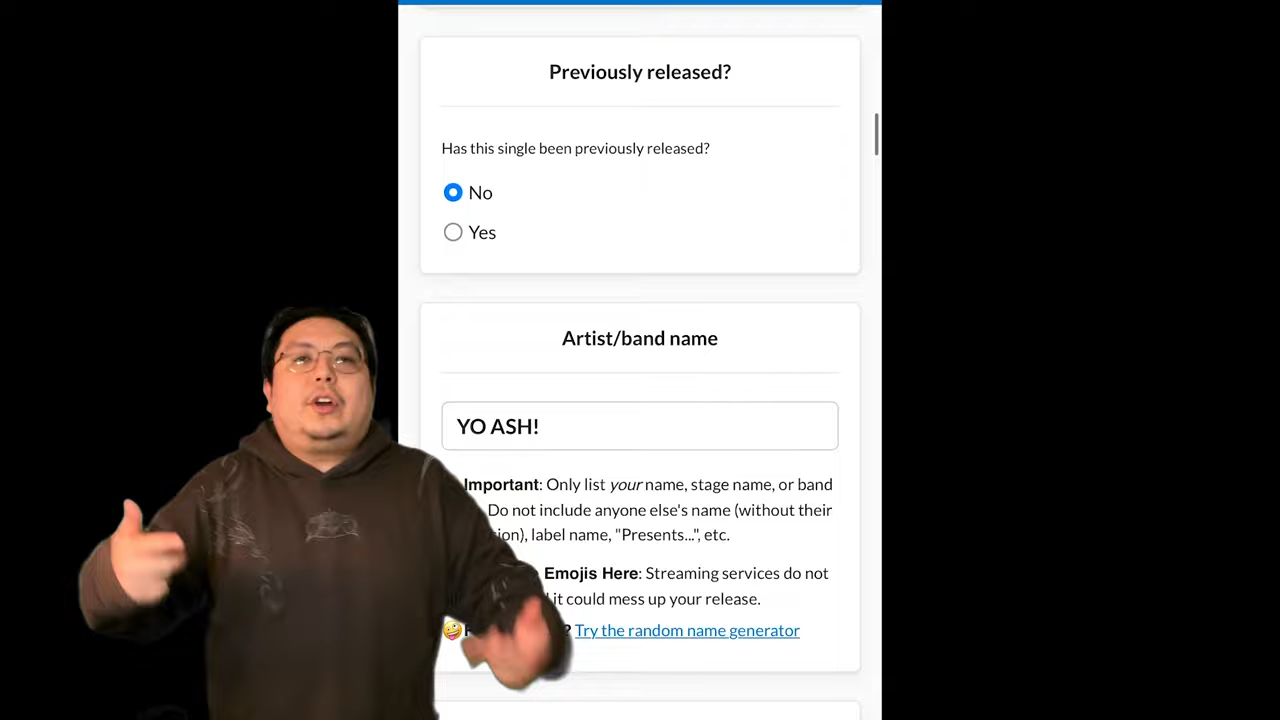 Previously released?
Has this single been previously released?
No
Yes
Artist/band name
YO ASH!
Important: Only list your name, stage name, or band
Do not include anyone else's name (without their
label name, "Presents...", etc.
Emojis Here: Streaming services do not
it could mess up your release.
? Try the random name generator